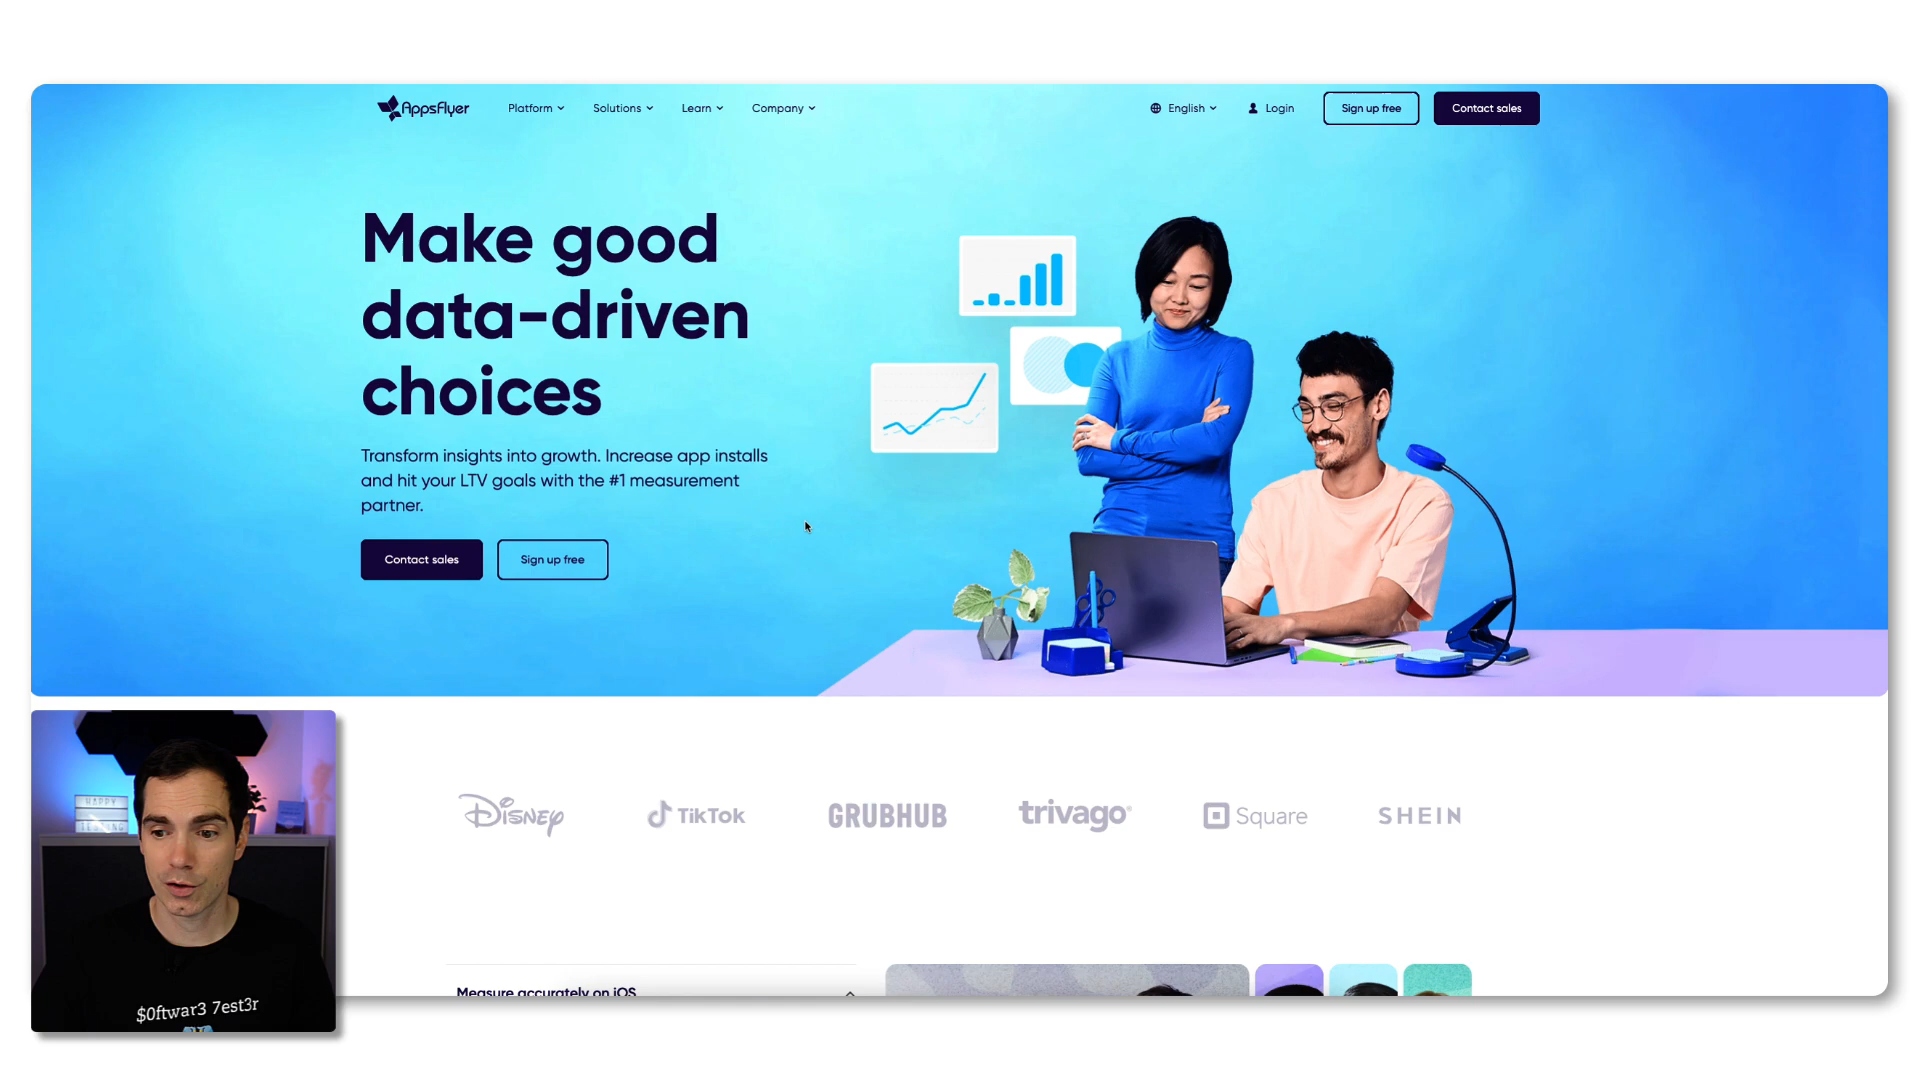 AppsFlyer
Platform
Solutions
Learn
Company
English
Login
Sign up free
Contact sales
Make good
data-driven
choices
Transform insights into growth. Increase app installs
and hit your LTV goals with the #1 measurement
partner.
Contact sales
Sign up free
Disney
TikTok
GRUBHUB
trivago
Square
SHEIN
Measure accurately on iOS
HAPPY
TESTING
$0ftwar3 7est3r